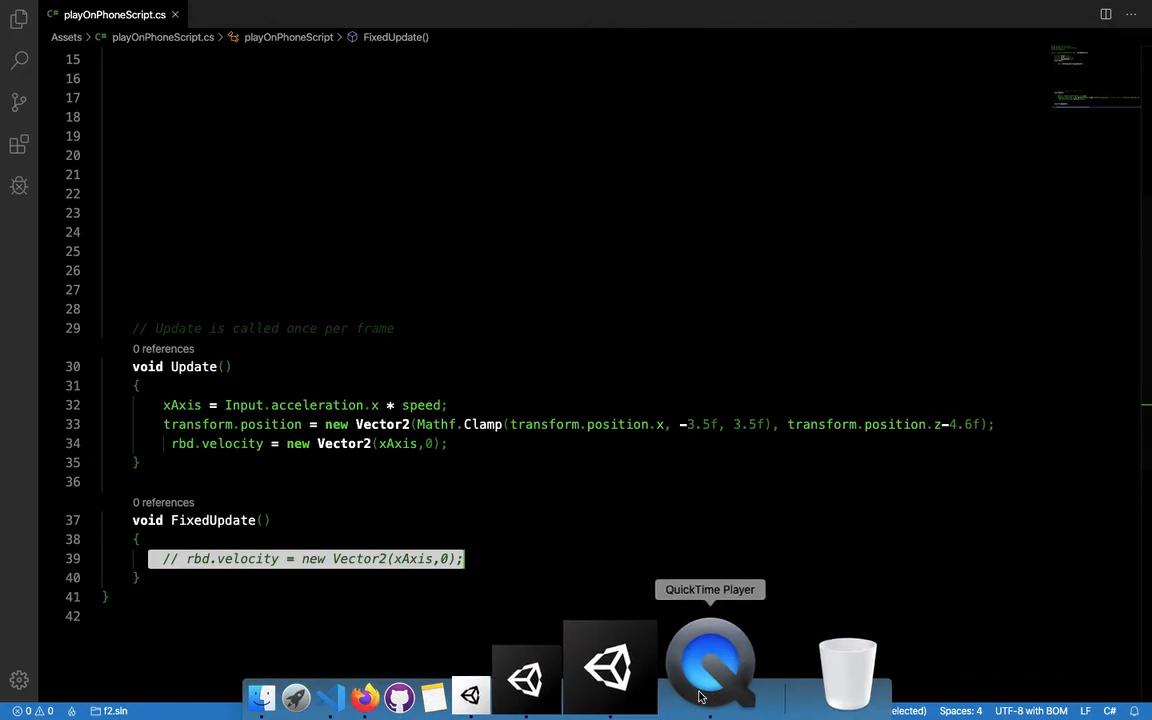 playOnPhoneScript.cs
Assets > playOnPhoneScript.cs > playOnPhoneScript > FixedUpdate()
15
16
17
18
19
20
21
22
23
24
25
26
27
28
29 // Update is called once per frame
0 references
30 void Update()
31 {
32 xAxis = Input.acceleration.x * speed;
33 transform.position = new Vector2(Mathf.Clamp(transform.position.x, -3.5f, 3.5f), transform.position.z-4.6f);
34 rbd.velocity = new Vector2(xAxis,0);
35 }
36
0 references
37 void FixedUpdate()
38 {
39 // rbd.velocity = new Vector2(xAxis,0);
40 }
41 }
42
QuickTime Player
0 0 f2.sln elected) Spaces: 4 UTF-8 with BOM LF C#